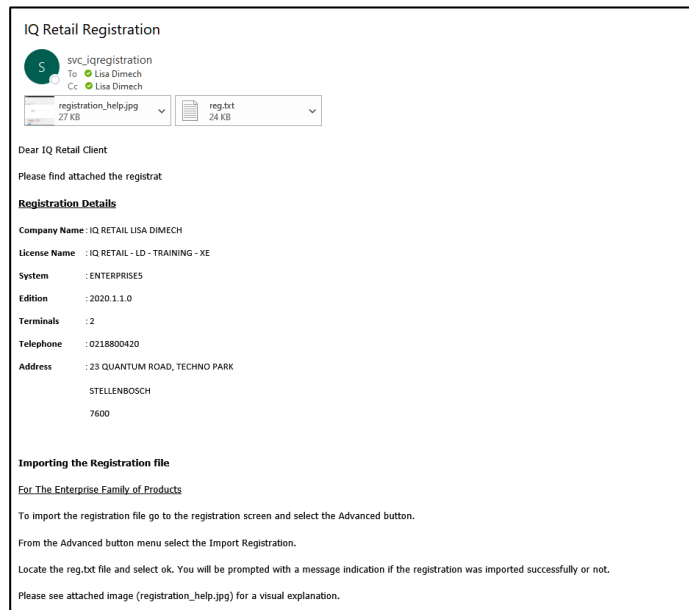 IQ Retail Registration
S
svc_iqregistration
To Lisa Dimech
Cc Lisa Dimech
registration_help.jpg
27 KB
reg.txt
24 KB
Dear IQ Retail Client
Please find attached the registrat
Registration Details
Company Name : IQ RETAIL LISA DIMECH
License Name : IQ RETAIL - LD - TRAINING - XE
System : ENTERPRISE5
Edition : 2020.1.1.0
Terminals : 2
Telephone : 0218800420
Address : 23 QUANTUM ROAD, TECHNO PARK
STELLENBOSCH
7600
Importing the Registration file
For The Enterprise Family of Products
To import the registration file go to the registration screen and select the Advanced button.
From the Advanced button menu select the Import Registration.
Locate the reg.txt file and select ok. You will be prompted with a message indication if the registration was imported successfully or not.
Please see attached image (registration_help.jpg) for a visual explanation.